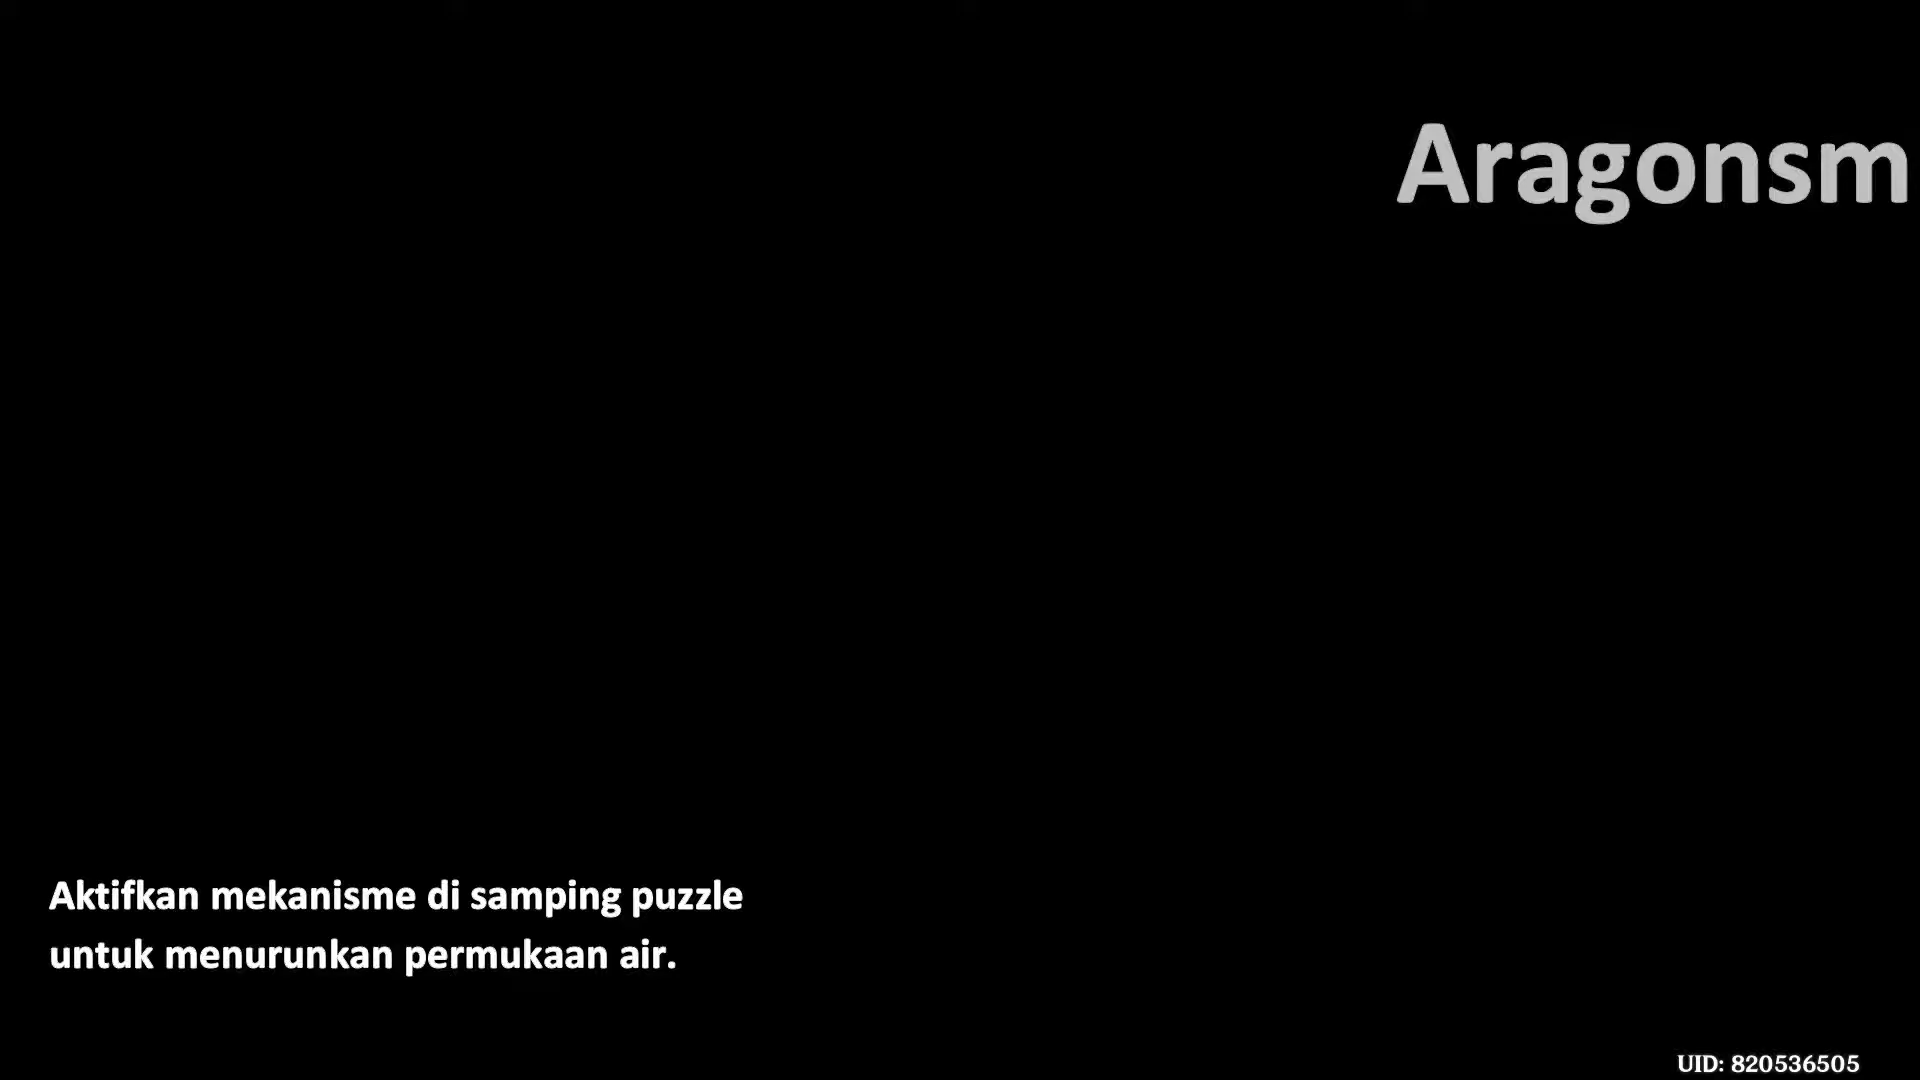 Aragonsm
Aktifkan mekanisme di samping puzzle
untuk menurunkan permukaan air.
UID: 820536505